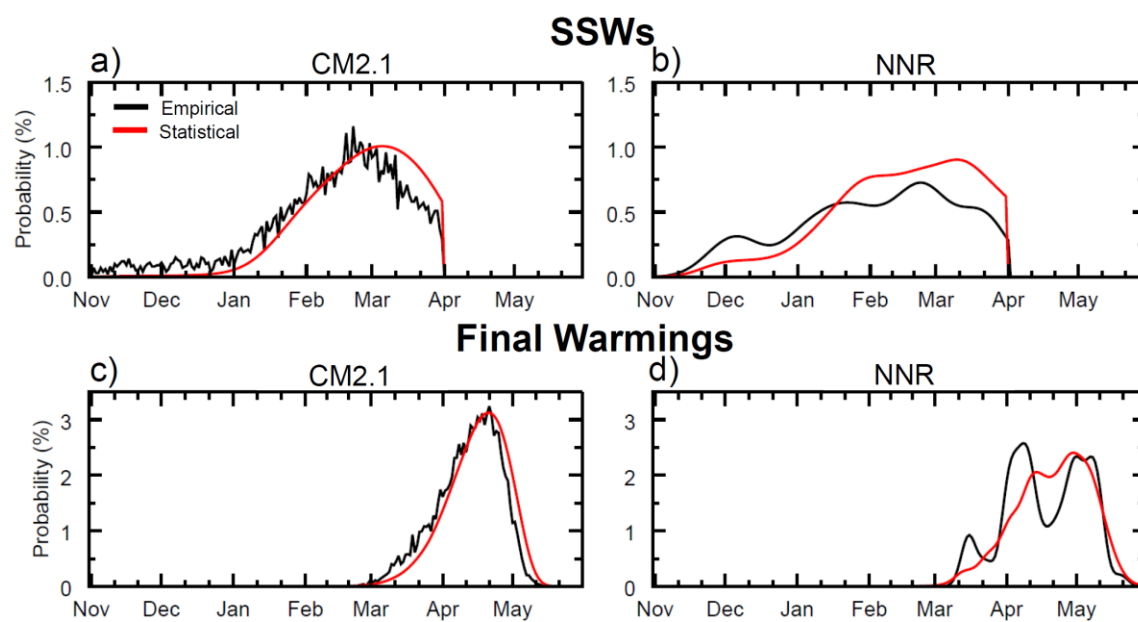 SSWs
a) CM2.1
b) NNR
1.5
1.0
0.5
0.0
Probability (%)
Empirical
Statistical
Nov Dec Jan Feb Mar Apr May
1.5
1.0
0.5
0.0
Nov Dec Jan Feb Mar Apr May
Final Warmings
c) CM2.1
d) NNR
3
2
1
0
Probability (%)
Nov Dec Jan Feb Mar Apr May
3
2
1
0
Nov Dec Jan Feb Mar Apr May